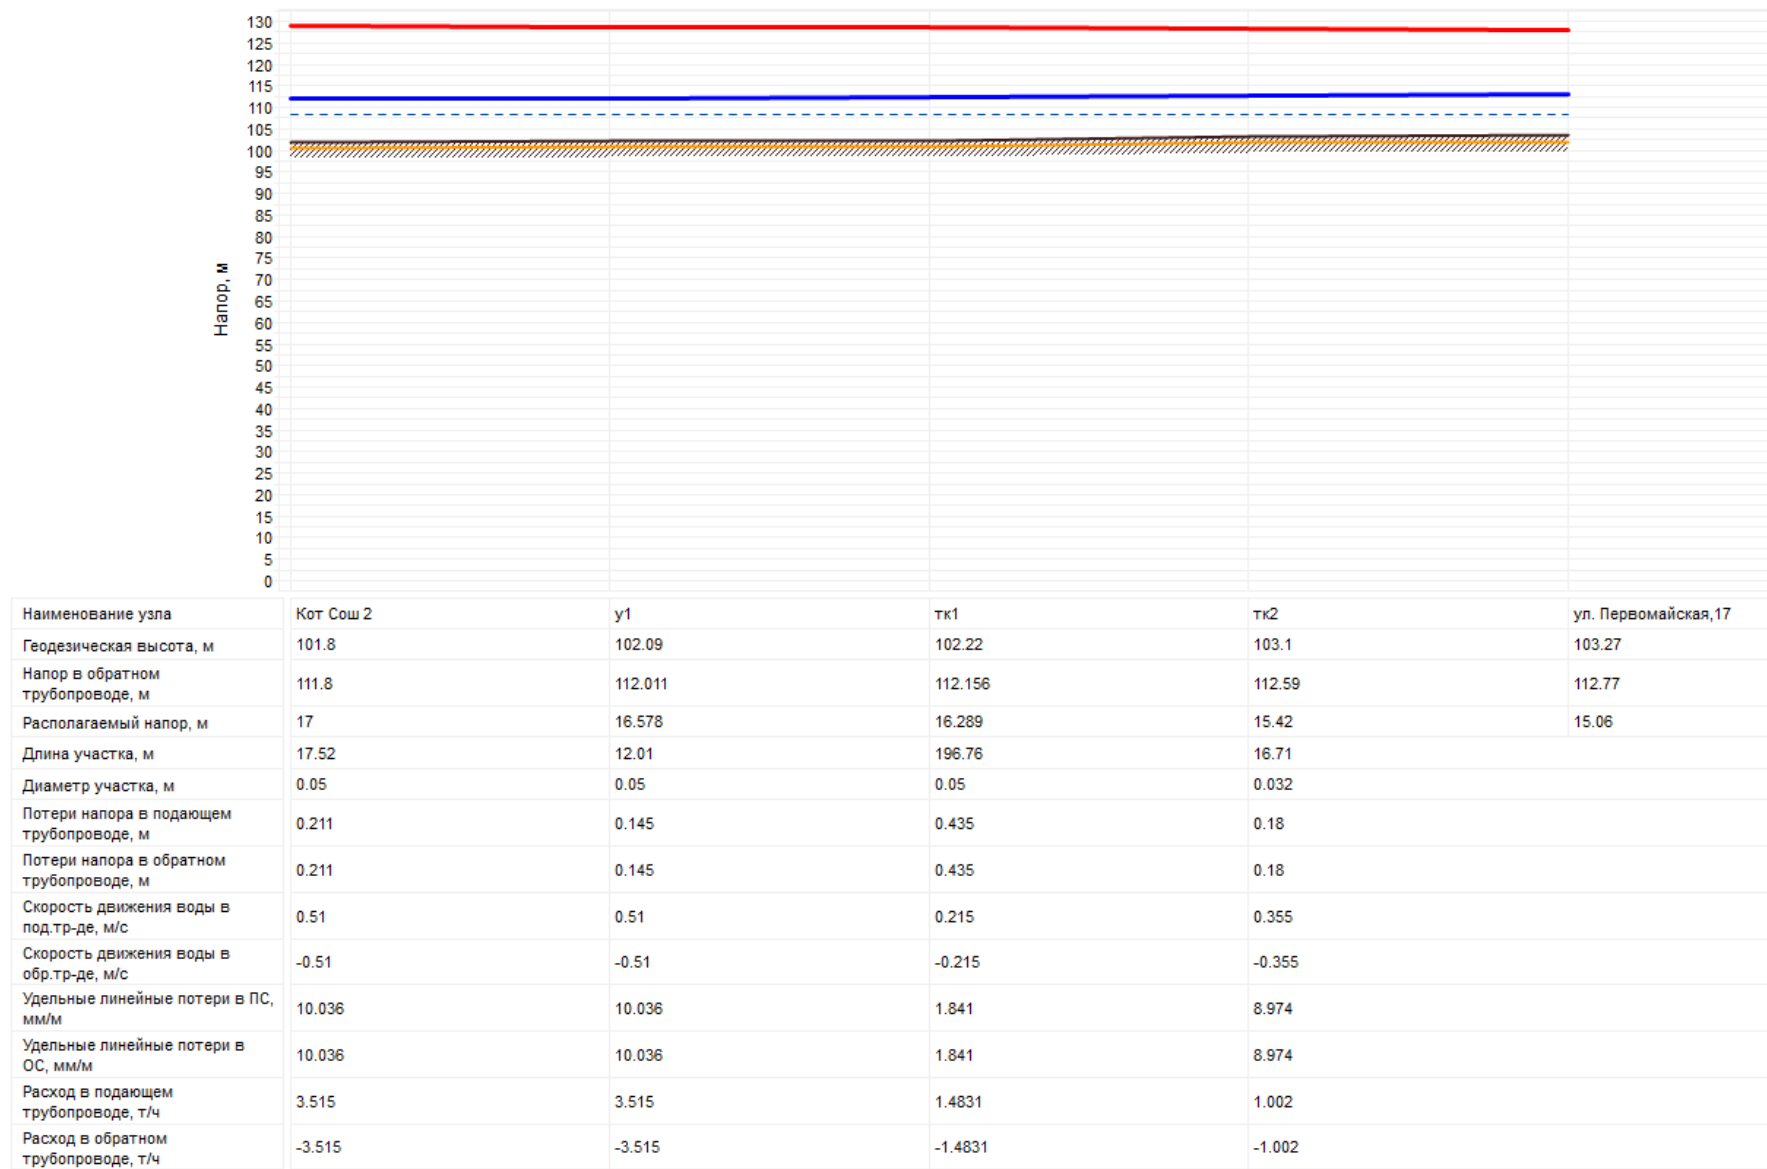 130
125
120
115
110
105
100
95
90
85
80
75
70
65
60
55
50
45
40
35
30
25
20
15
10
5
0
Напор, м
Наименование узла Кот Сош 2 у1 тк1 тк2 ул. Первомайская,17
Геодезическая высота, м 101.8 102.09 102.22 103.1 103.27
Напор в обратном
трубопроводе, м 111.8 112.011 112.156 112.59 112.77
Располагаемый напор, м 17 16.578 16.289 15.42 15.06
Длина участка, м 17.52 12.01 196.76 16.71
Диаметр участка, м 0.05 0.05 0.05 0.032
Потери напора в подающем
трубопроводе, м 0.211 0.145 0.435 0.18
Потери напора в обратном
трубопроводе, м 0.211 0.145 0.435 0.18
Скорость движения воды в
под.тр-де, м/с 0.51 0.51 0.215 0.355
Скорость движения воды в
обр.тр-де, м/с -0.51 -0.51 -0.215 -0.355
Удельные линейные потери в ПС,
мм/м 10.036 10.036 1.841 8.974
Удельные линейные потери в
ОС, мм/м 10.036 10.036 1.841 8.974
Расход в подающем
трубопроводе, т/ч 3.515 3.515 1.4831 1.002
Расход в обратном
трубопроводе, т/ч -3.515 -3.515 -1.4831 -1.002